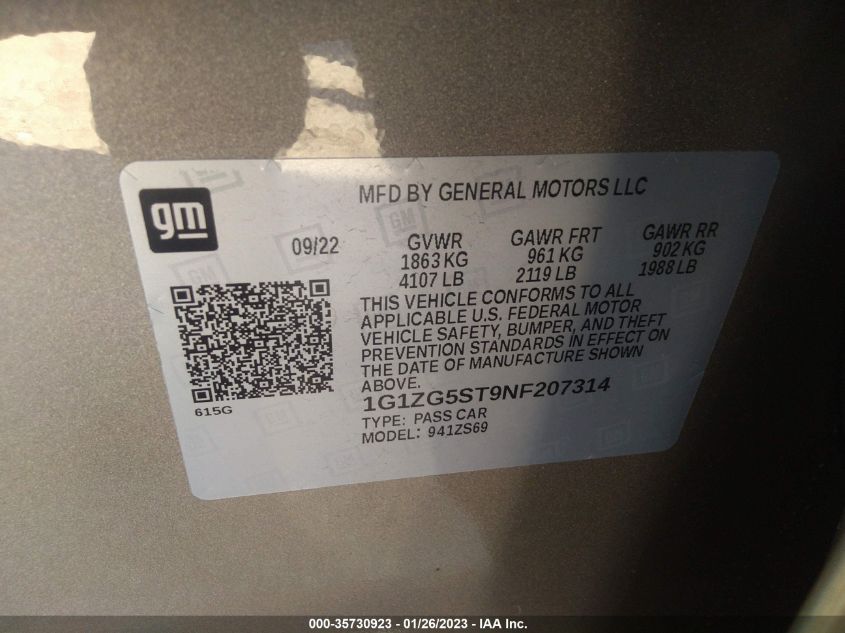 gm
MFD BY GENERAL MOTORS LLC
09/22
GVWR GAWR FRT GAWR RR
1863 KG 961 KG 902 KG
4107 LB 2119 LB 1988 LB
THIS VEHICLE CONFORMS TO ALL
APPLICABLE U.S. FEDERAL MOTOR
VEHICLE SAFETY, BUMPER, AND THEFT
PREVENTION STANDARDS IN EFFECT ON
THE DATE OF MANUFACTURE SHOWN
ABOVE.
1G1ZG5ST9NF207314
TYPE: PASS CAR
MODEL: 941ZS69
615G
000-35730923 - 01/26/2023 - IAA Inc.